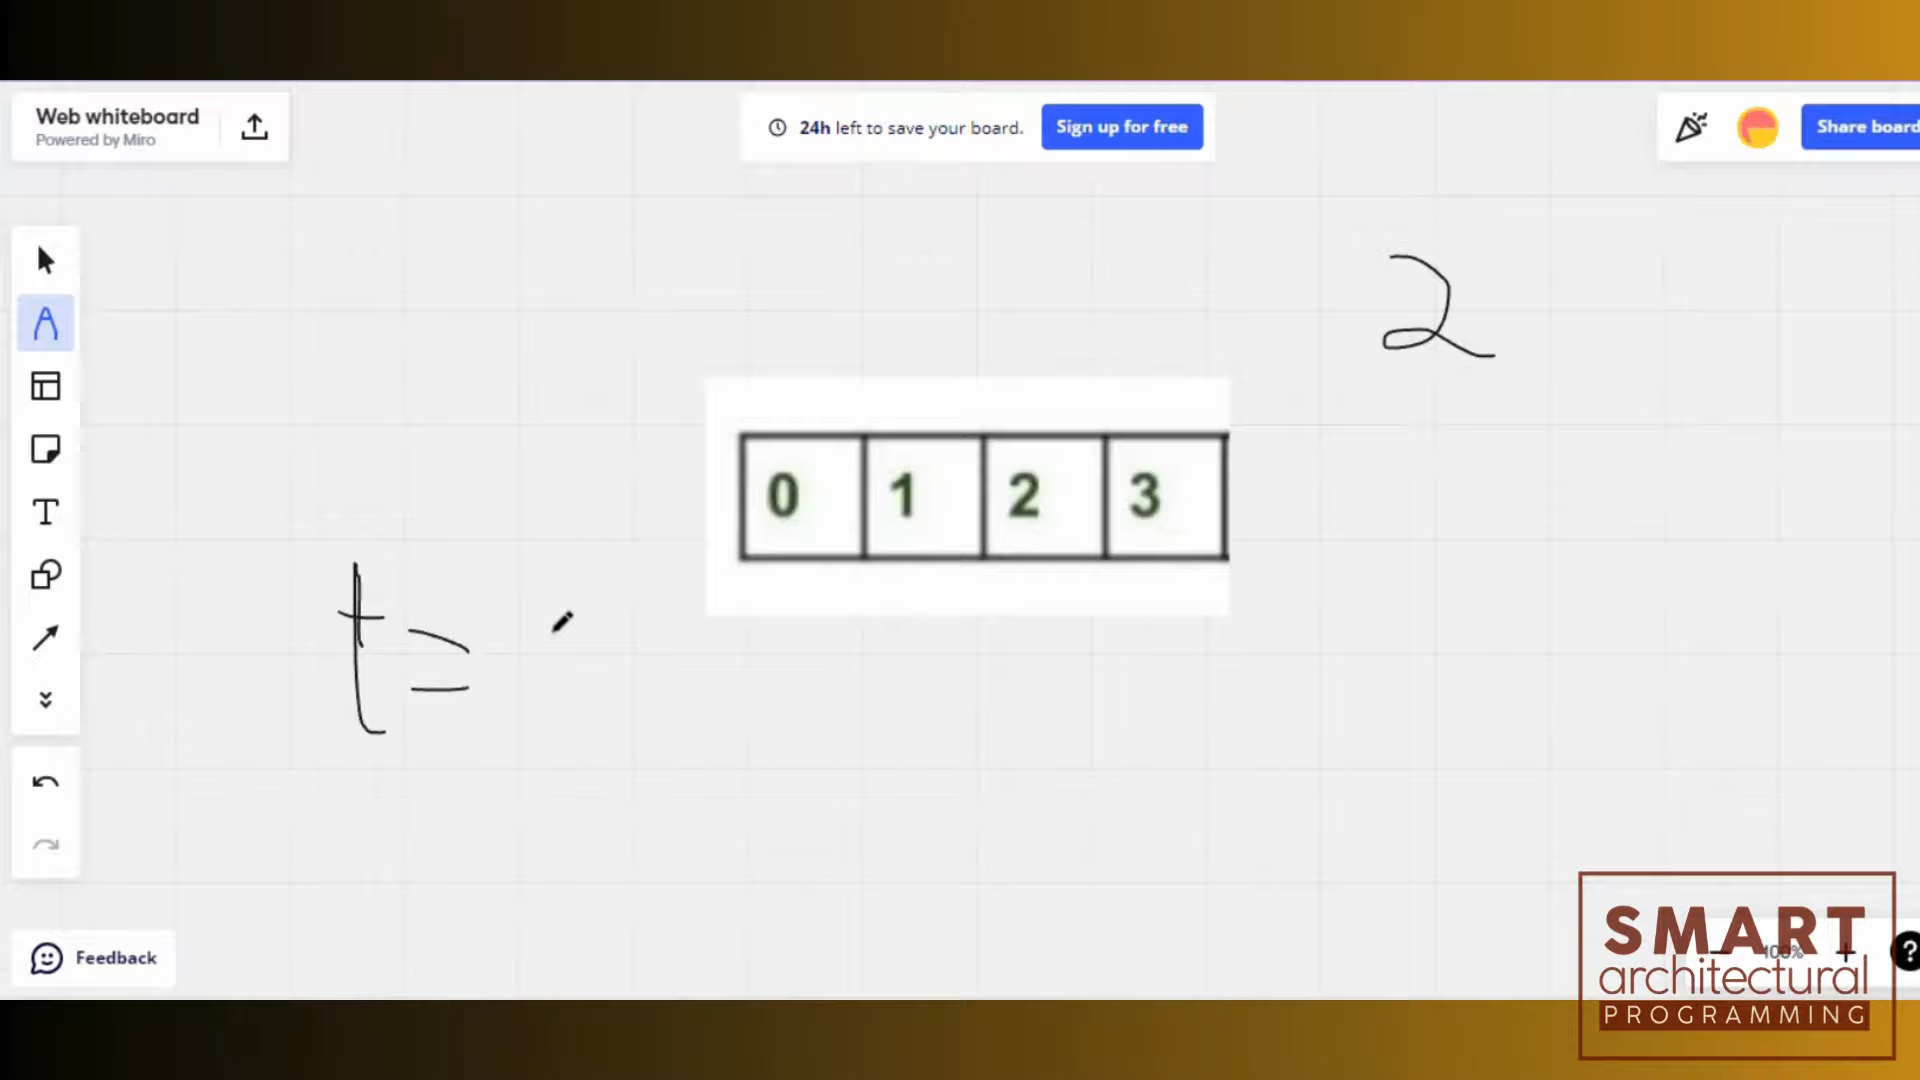 Web whiteboard
Powered by Miro
24h left to save your board.
Sign up for free
Share board
2
0 1 2 3
t=
Feedback
100%
SMART
architectural
PROGRAMMING
?